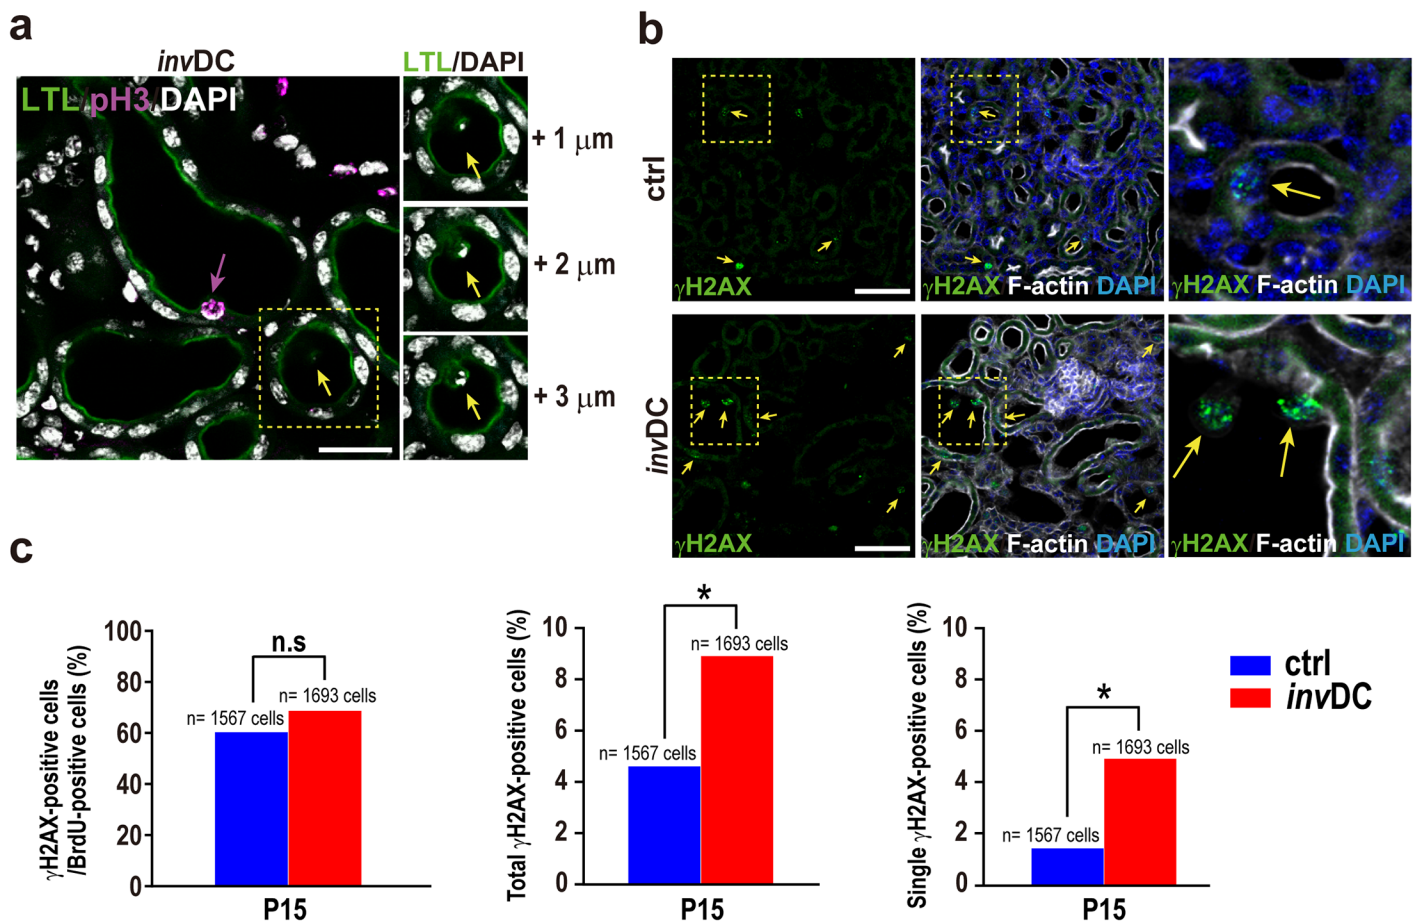 a
invDC
LTL/DAPI
LTL pH3 DAPI
+ 1 μm
+ 2 μm
+ 3 μm
b
ctrl
γH2AX
γH2AX F-actin DAPI
γH2AX F-actin DAPI
invDC
γH2AX
γH2AX F-actin DAPI
γH2AX F-actin DAPI
c
γH2AX-positive cells
/BrdU-positive cells (%)
100
80
60
40
20
0
n.s
n= 1693 cells
n= 1567 cells
P15
Total γH2AX-positive cells (%)
10
8
6
4
2
0
*
n= 1693 cells
n= 1567 cells
P15
Single γH2AX-positive cells (%)
10
8
6
4
2
0
*
n= 1693 cells
n= 1567 cells
P15
ctrl
invDC